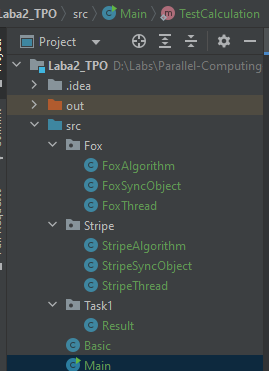 Laba2_TPO › src › Main › TestCalculation
Project
Laba2_TPO D:\Labs\Parallel-Computing
.idea
out
src
Fox
FoxAlgorithm
FoxSyncObject
FoxThread
Stripe
StripeAlgorithm
StripeSyncObject
StripeThread
Task1
Result
Basic
Main